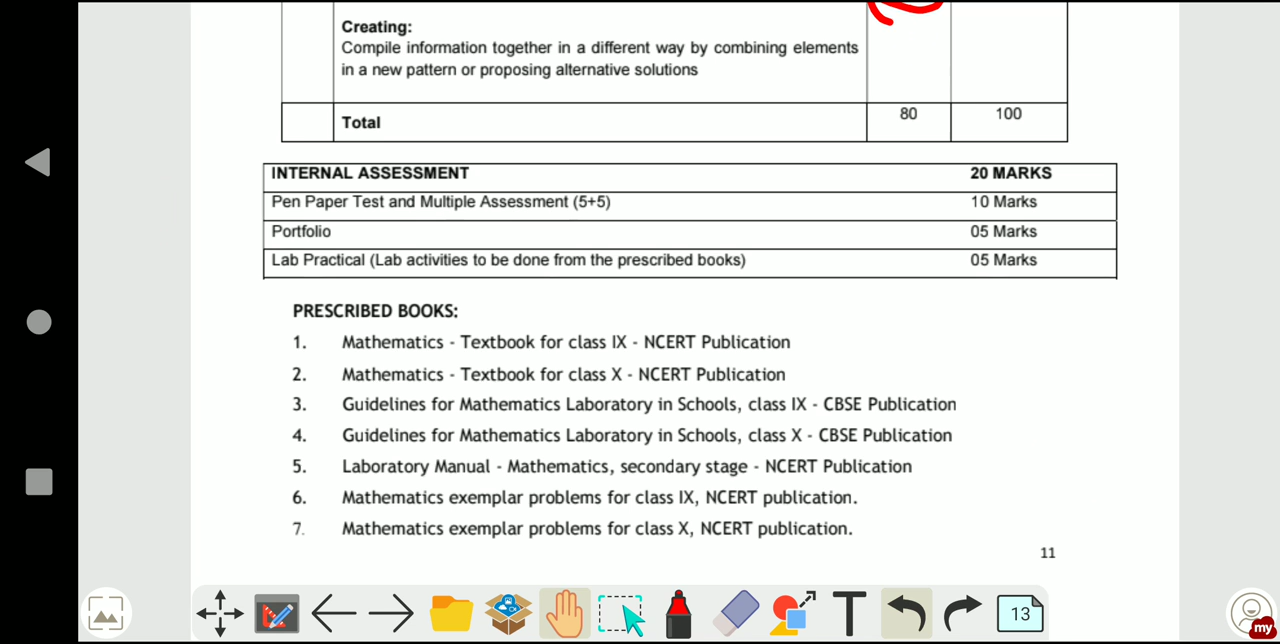 Creating:
Compile information together in a different way by combining elements
in a new pattern or proposing alternative solutions
Total 80 100
INTERNAL ASSESSMENT 20 MARKS
Pen Paper Test and Multiple Assessment (5+5) 10 Marks
Portfolio 05 Marks
Lab Practical (Lab activities to be done from the prescribed books) 05 Marks
PRESCRIBED BOOKS:
1. Mathematics - Textbook for class IX - NCERT Publication
2. Mathematics - Textbook for class X - NCERT Publication
3. Guidelines for Mathematics Laboratory in Schools, class IX - CBSE Publication
4. Guidelines for Mathematics Laboratory in Schools, class X - CBSE Publication
5. Laboratory Manual - Mathematics, secondary stage - NCERT Publication
6. Mathematics exemplar problems for class IX, NCERT publication.
7. Mathematics exemplar problems for class X, NCERT publication.
11
T
13
my